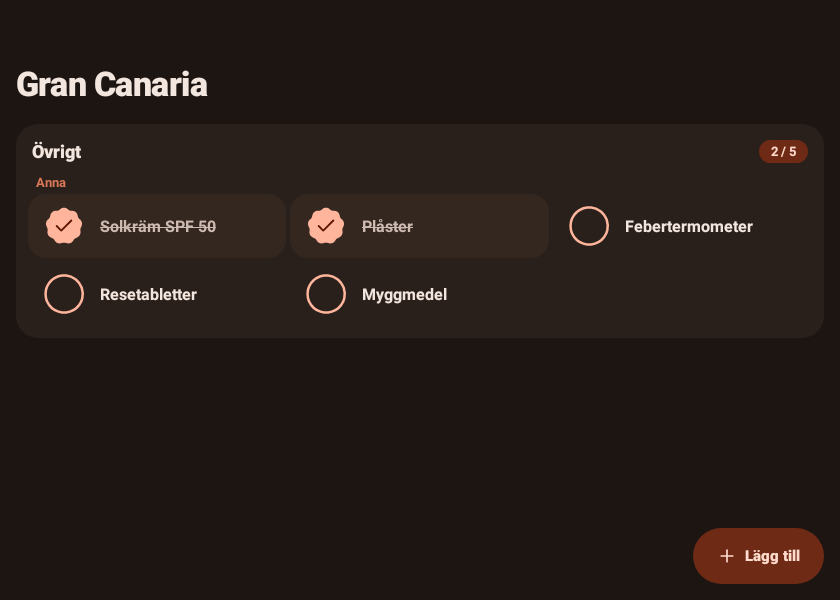 Gran Canaria
Övrigt
2 / 5
Anna
Solkräm SPF 50
Plåster
Febertermometer
Resetabletter
Myggmedel
Lägg till